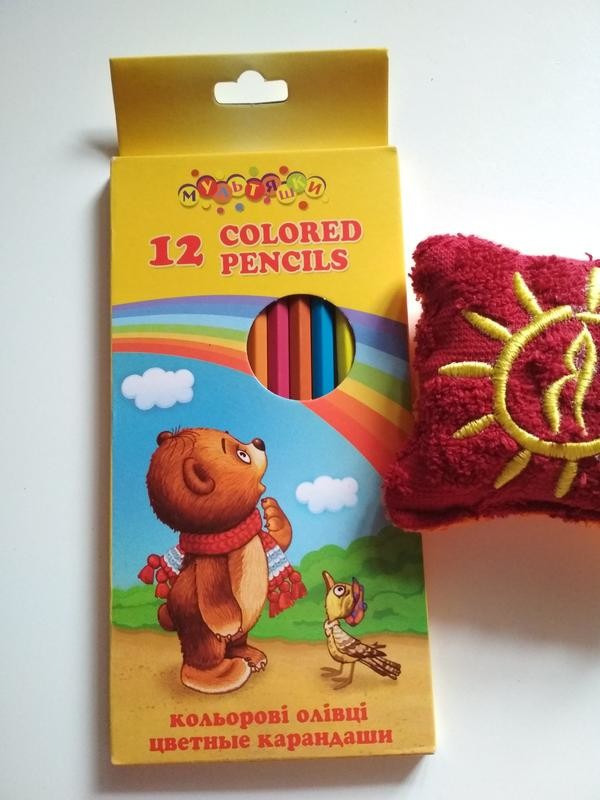 МУЛЬТЯШКИ
12 COLORED
PENCILS
кольорові олівці
цветные карандаши